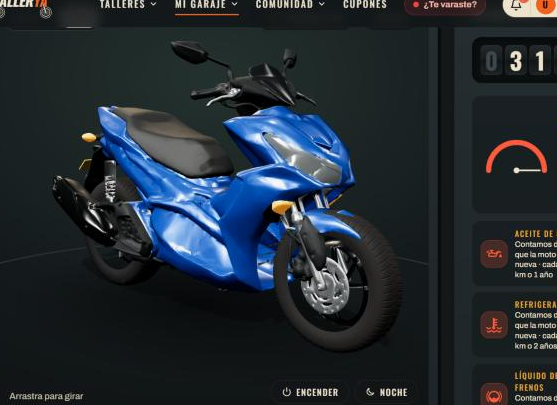 TALLERES
MI GARAJE
COMUNIDAD
CUPONES
¿Te varaste?
U
0 3 1
ACEITE DE
Contamos d
que la moto
nueva · cada
km o 1 año
REFRIGERA
Contamos d
que la moto
nueva · cada
km o 2 años
LÍQUIDO DE
FRENOS
Contamos d
Arrastra para girar
ENCENDER
NOCHE